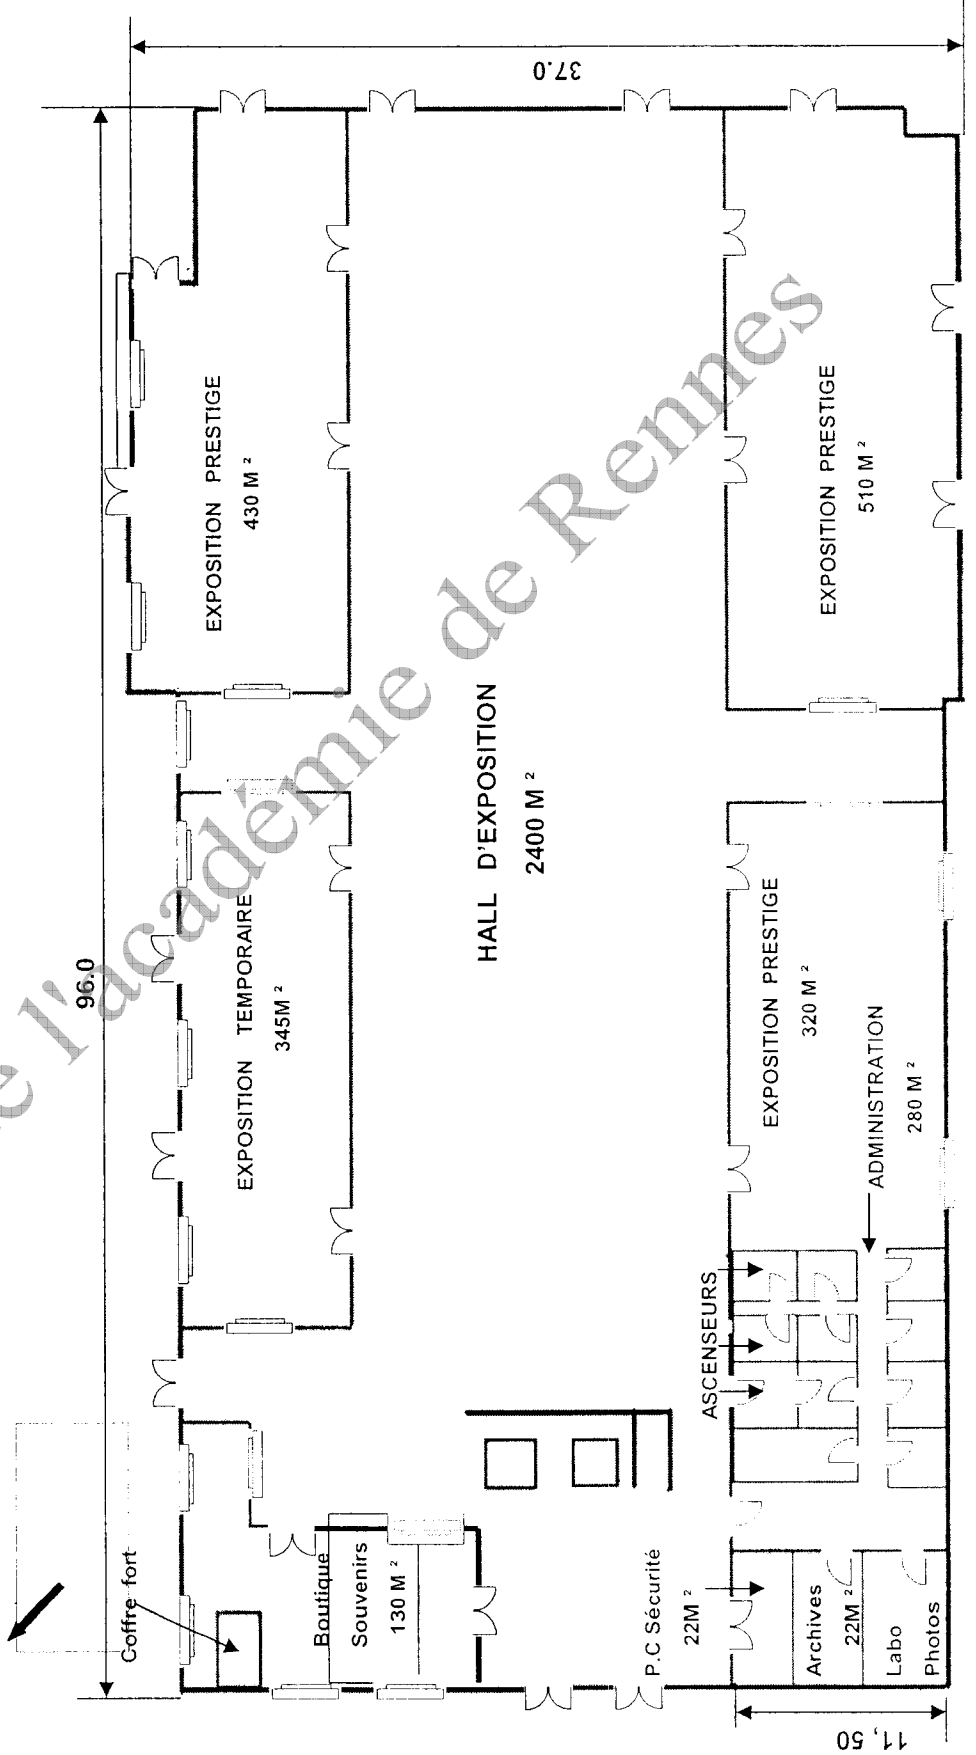 96.0
37.0
11,50
Coffre fort
Boutique
Souvenirs
130 M ²
EXPOSITION TEMPORAIRE
345M ²
EXPOSITION PRESTIGE
430 M ²
HALL D'EXPOSITION
2400 M ²
P.C Sécurité
22M ²
Archives
22M ²
Labo
Photos
ASCENSEURS
ADMINISTRATION
280 M ²
EXPOSITION PRESTIGE
320 M ²
EXPOSITION PRESTIGE
510 M ²
e l'académie de Rennes